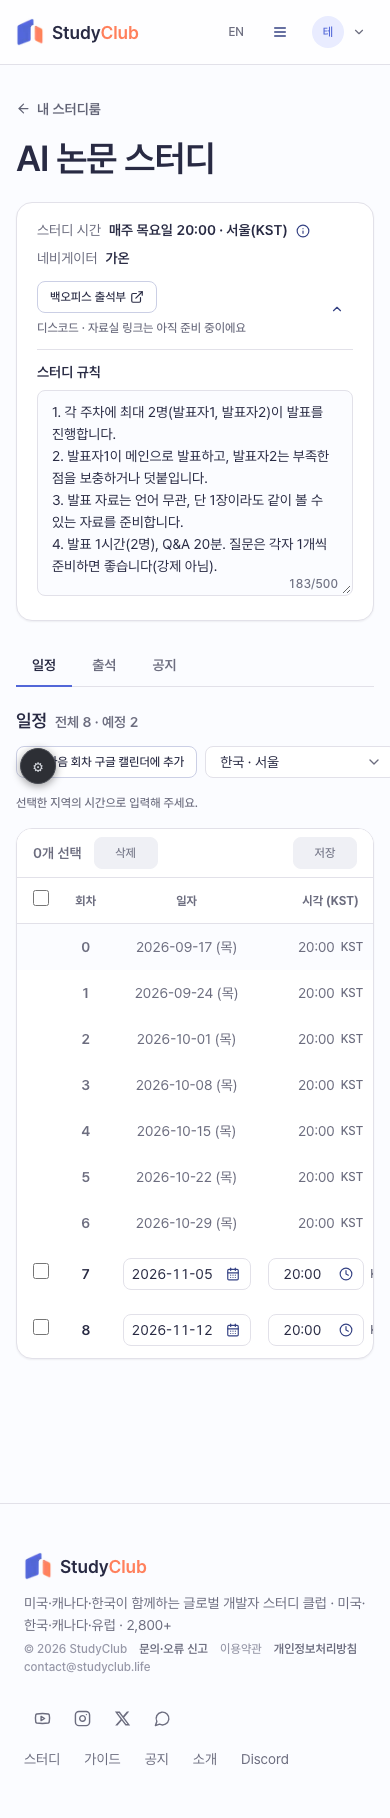 StudyClub
EN
테
내 스터디룸
AI 논문 스터디
스터디 시간 매주 목요일 20:00 · 서울(KST)
네비게이터 가온
백오피스 출석부
디스코드 · 자료실 링크는 아직 준비 중이에요
스터디 규칙
1. 각 주차에 최대 2명(발표자1, 발표자2)이 발표를
진행합니다.
2. 발표자1이 메인으로 발표하고, 발표자2는 부족한
점을 보충하거나 덧붙입니다.
3. 발표 자료는 언어 무관, 단 1장이라도 같이 볼 수
있는 자료를 준비합니다.
4. 발표 1시간(2명), Q&A 20분. 질문은 각자 1개씩
준비하면 좋습니다(강제 아님).
183/500
일정 출석 공지
일정 전체 8 · 예정 2
회차 구글 캘린더에 추가 한국 · 서울
선택한 지역의 시간으로 입력해 주세요.
0개 선택 삭제 저장
회차 일자 시각 (KST)
0 2026-09-17 (목) 20:00 KST
1 2026-09-24 (목) 20:00 KST
2 2026-10-01 (목) 20:00 KST
3 2026-10-08 (목) 20:00 KST
4 2026-10-15 (목) 20:00 KST
5 2026-10-22 (목) 20:00 KST
6 2026-10-29 (목) 20:00 KST
7 2026-11-05 20:00
8 2026-11-12 20:00
StudyClub
미국·캐나다·한국이 함께하는 글로벌 개발자 스터디 클럽 · 미국·
한국·캐나다·유럽 · 2,800+
© 2026 StudyClub 문의·오류 신고 이용약관 개인정보처리방침
contact@studyclub.life
스터디 가이드 공지 소개 Discord